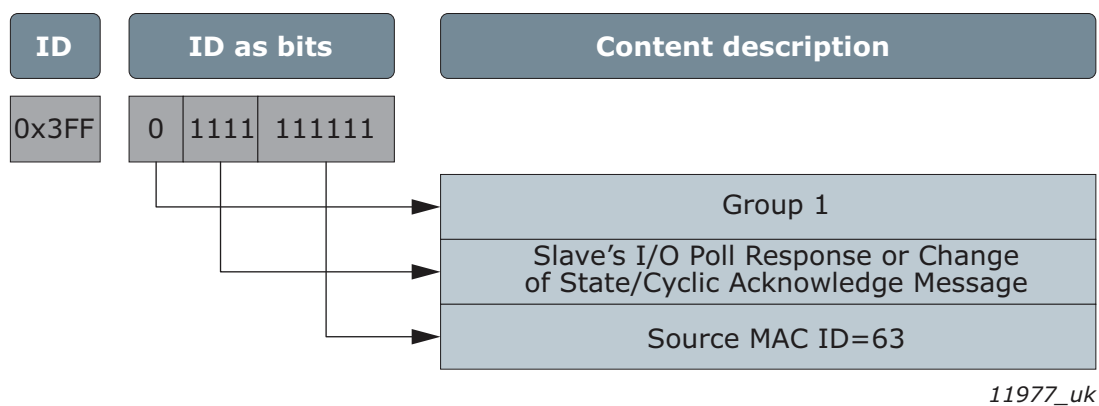 ID ID as bits Content description
0x3FF 0 1111 111111
Group 1
Slave’s I/O Poll Response or Change
of State/Cyclic Acknowledge Message
Source MAC ID=63
11977_uk